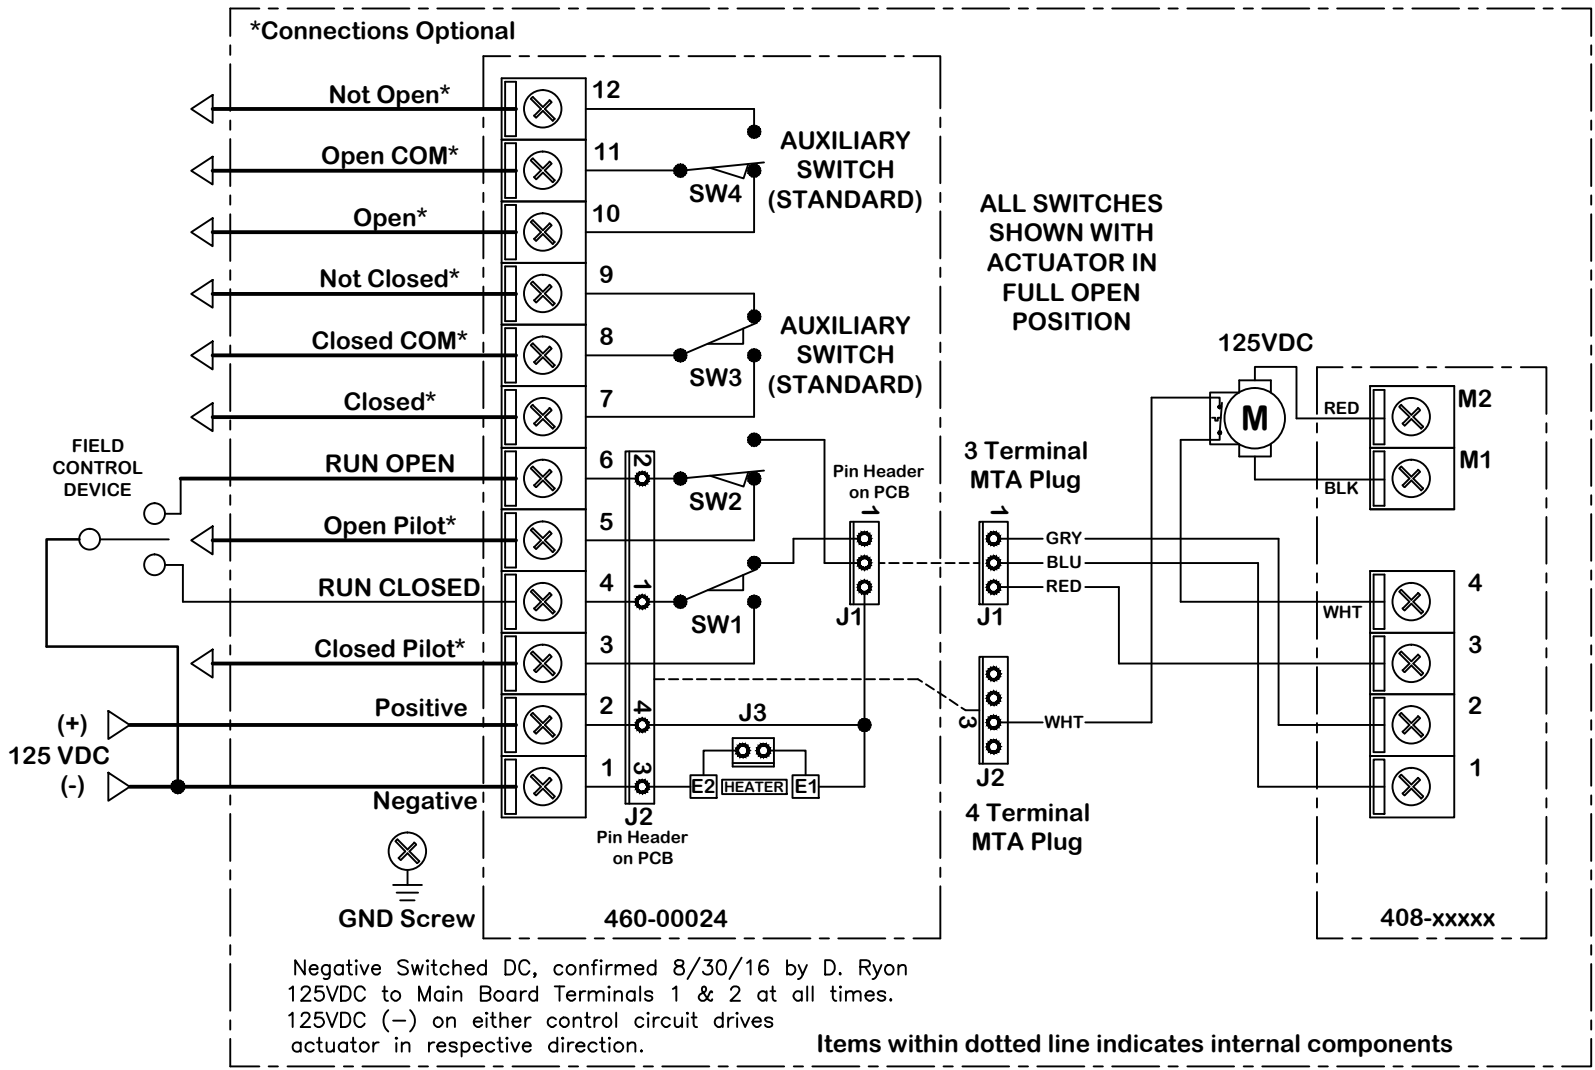 *Connections Optional
Not Open*
12
Open COM*
11
Open*
10
SW4
AUXILIARY
SWITCH
(STANDARD)
Not Closed*
9
Closed COM*
8
Closed*
7
SW3
AUXILIARY
SWITCH
(STANDARD)
ALL SWITCHES
SHOWN WITH
ACTUATOR IN
FULL OPEN
POSITION
FIELD
CONTROL
DEVICE
RUN OPEN
6
2
SW2
Open Pilot*
5
RUN CLOSED
4
1
SW1
Closed Pilot*
3
(+)
125 VDC
(-)
Positive
2
4
Negative
1
3
J3
E2
HEATER
E1
J2
Pin Header
on PCB
Pin Header
on PCB
1
J1
3 Terminal
MTA Plug
1
GRY
BLU
RED
J1
3
WHT
J2
4 Terminal
MTA Plug
125VDC
M
RED
M2
BLK
M1
WHT
4
3
2
1
408-xxxxx
GND Screw
460-00024
Negative Switched DC, confirmed 8/30/16 by D. Ryon
125VDC to Main Board Terminals 1 & 2 at all times.
125VDC (–) on either control circuit drives
actuator in respective direction.
Items within dotted line indicates internal components